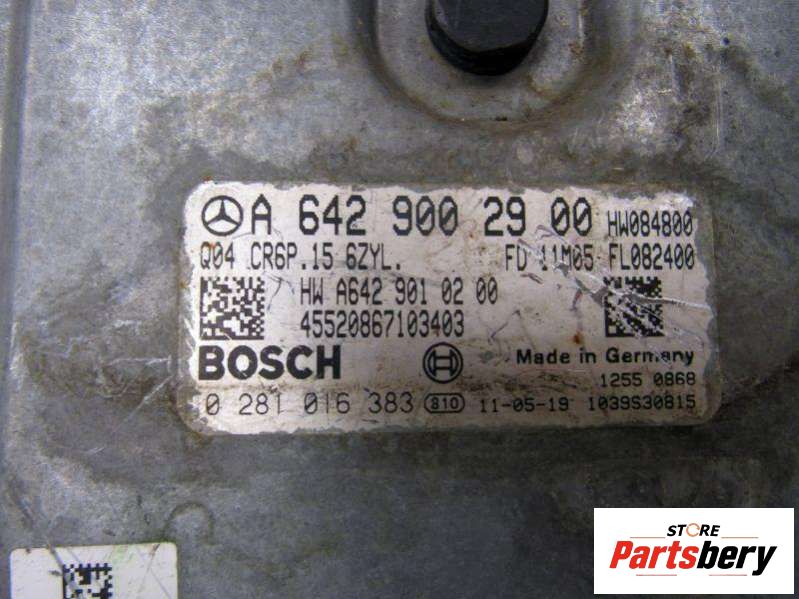 A 642 900 29 00 HW084800
Q04 CR6P.15 6ZYL. FD 11M05 FL082400
HW A642 901 02 00
45520867103403
BOSCH Made in Germany
1255 0868
0 281 016 383 810 11-05-19 1039S30815
STORE
Partsbery